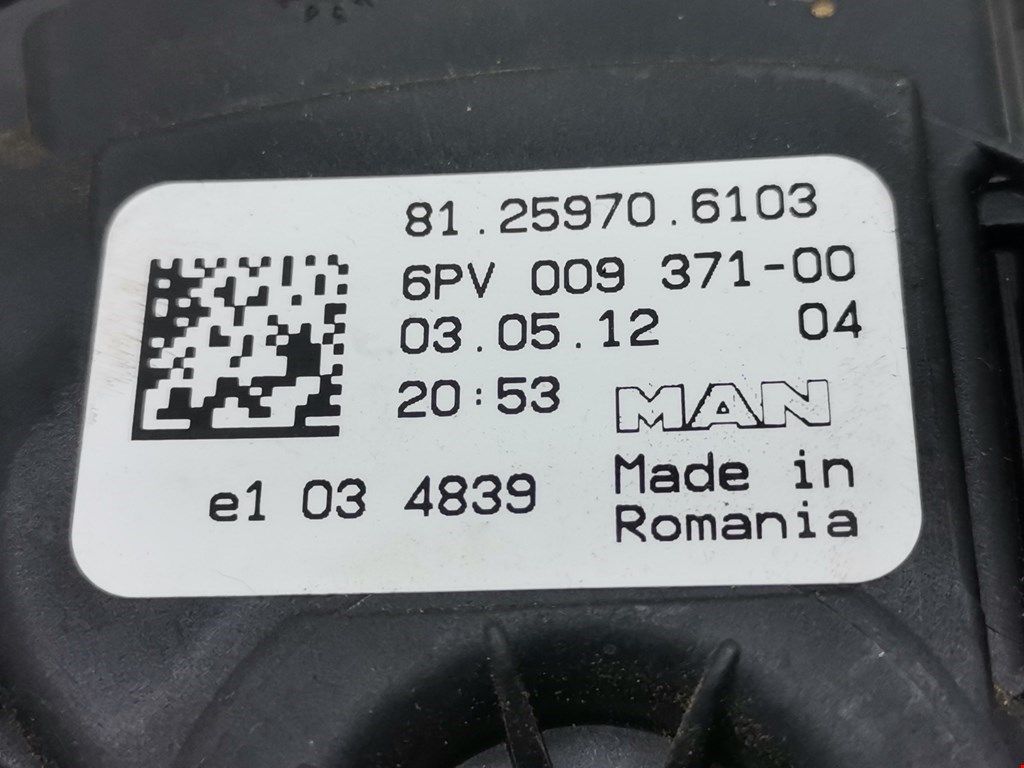 81.25970.6103
6PV 009 371-00
03.05.12 04
20:53 MAN
e1 03 4839
Made in
Romania